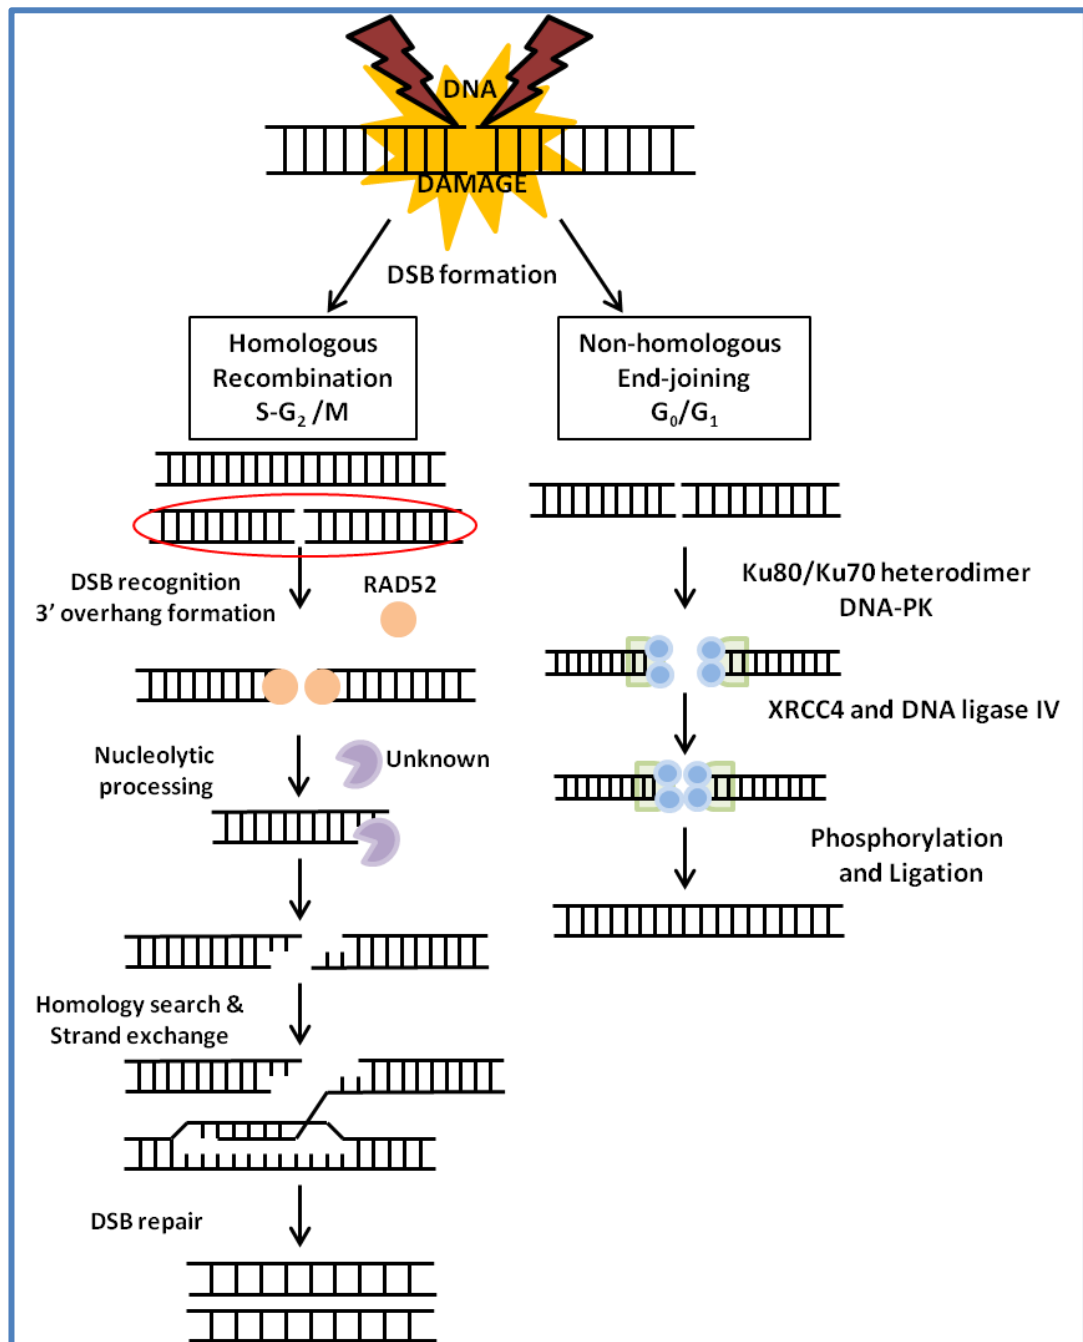 DNA
DAMAGE
DSB formation
Homologous
Recombination
S-G₂ /M
Non-homologous
End-joining
G₀/G₁
DSB recognition
3’ overhang formation
RAD52
Nucleolytic
processing
Unknown
Homology search &
Strand exchange
DSB repair
Ku80/Ku70 heterodimer
DNA-PK
XRCC4 and DNA ligase IV
Phosphorylation
and Ligation